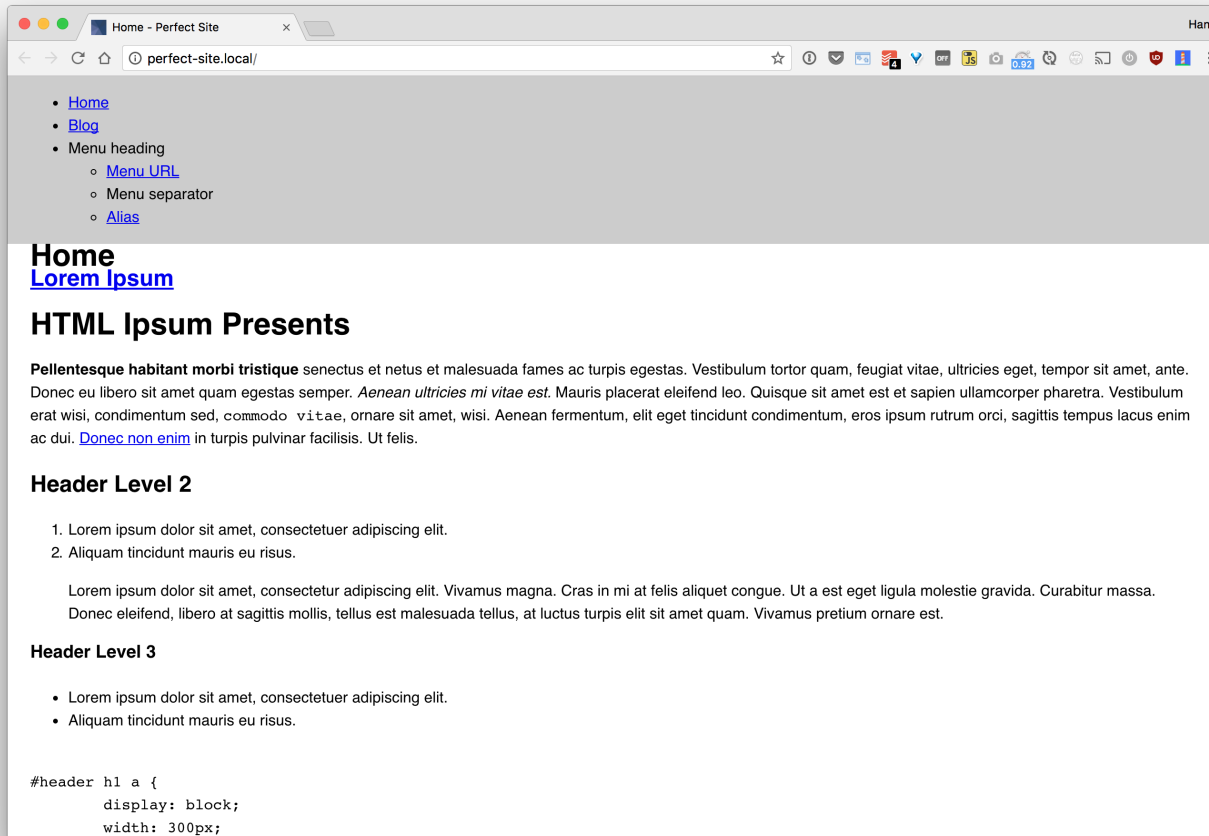 Home - Perfect Site
Han
perfect-site.local/
4
OFF
JS
0.92
Home
Blog
Menu heading
Menu URL
Menu separator
Alias
Home
Lorem Ipsum
HTML Ipsum Presents
Pellentesque habitant morbi tristique senectus et netus et malesuada fames ac turpis egestas. Vestibulum tortor quam, feugiat vitae, ultricies eget, tempor sit amet, ante.
Donec eu libero sit amet quam egestas semper. Aenean ultricies mi vitae est. Mauris placerat eleifend leo. Quisque sit amet est et sapien ullamcorper pharetra. Vestibulum
erat wisi, condimentum sed, commodo vitae, ornare sit amet, wisi. Aenean fermentum, elit eget tincidunt condimentum, eros ipsum rutrum orci, sagittis tempus lacus enim
ac dui. Donec non enim in turpis pulvinar facilisis. Ut felis.
Header Level 2
1. Lorem ipsum dolor sit amet, consectetuer adipiscing elit.
2. Aliquam tincidunt mauris eu risus.
Lorem ipsum dolor sit amet, consectetur adipiscing elit. Vivamus magna. Cras in mi at felis aliquet congue. Ut a est eget ligula molestie gravida. Curabitur massa.
Donec eleifend, libero at sagittis mollis, tellus est malesuada tellus, at luctus turpis elit sit amet quam. Vivamus pretium ornare est.
Header Level 3
Lorem ipsum dolor sit amet, consectetuer adipiscing elit.
Aliquam tincidunt mauris eu risus.
#header h1 a {
display: block;
width: 300px;